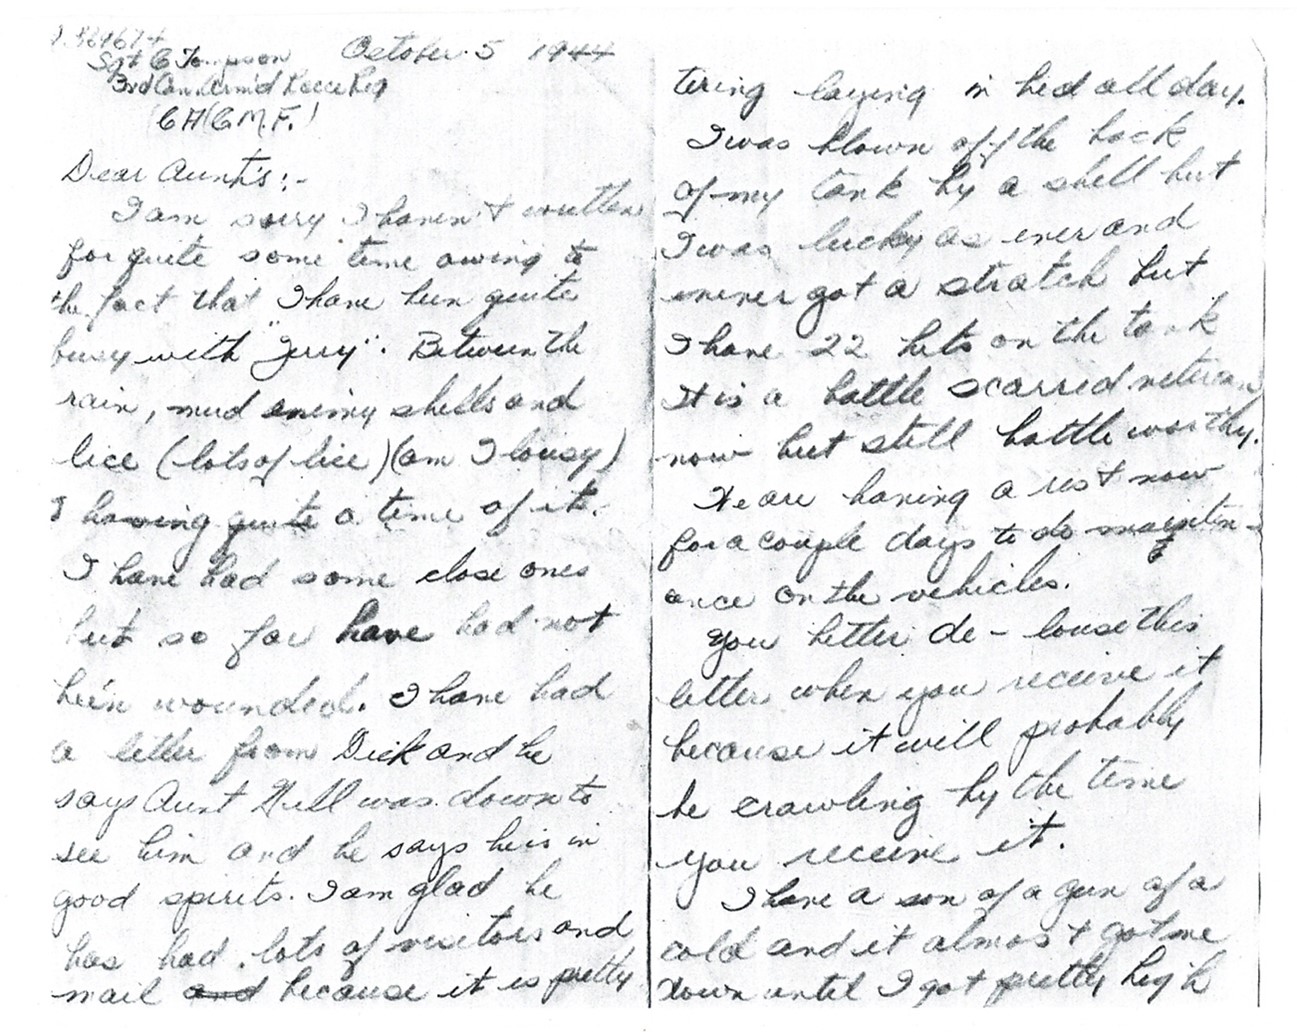 Sgt C Tompson October 5 1944
3rd Can. Arm'd Recce Reg
C A (C.M.F.)
Dear Aunt's:-
I am sorry I haven't written
for quite some time owing to
the fact that I have been quite
busy with "Jerry". Between the
rain, mud enemy shells and
lice (lots of lice) (am I lousy)
I having quite a time of it.
I have had some close ones
but so far have had not
been wounded. I have had
a letter from Dick and he
says Aunt Nell was down to
see him and he says he is in
good spirits. I am glad he
has had lots of visitors and
mail and because it is pretty
tering laying in bed all day.
I was blown off the back
of my tank by a shell but
I was lucky as ever and
never got a stratch but
I have 22 hits on the tank
It is a battle scarred veteran
now but still battle worthy.
We are having a rest now
for a couple days to do mainten-
ance on the vehicles.
You better de-louse this
letter when you receive it
because it will probably
be crawling by the time
you receive it.
I have a son of a gun of a
cold and it almost got me
down until I got pretty high